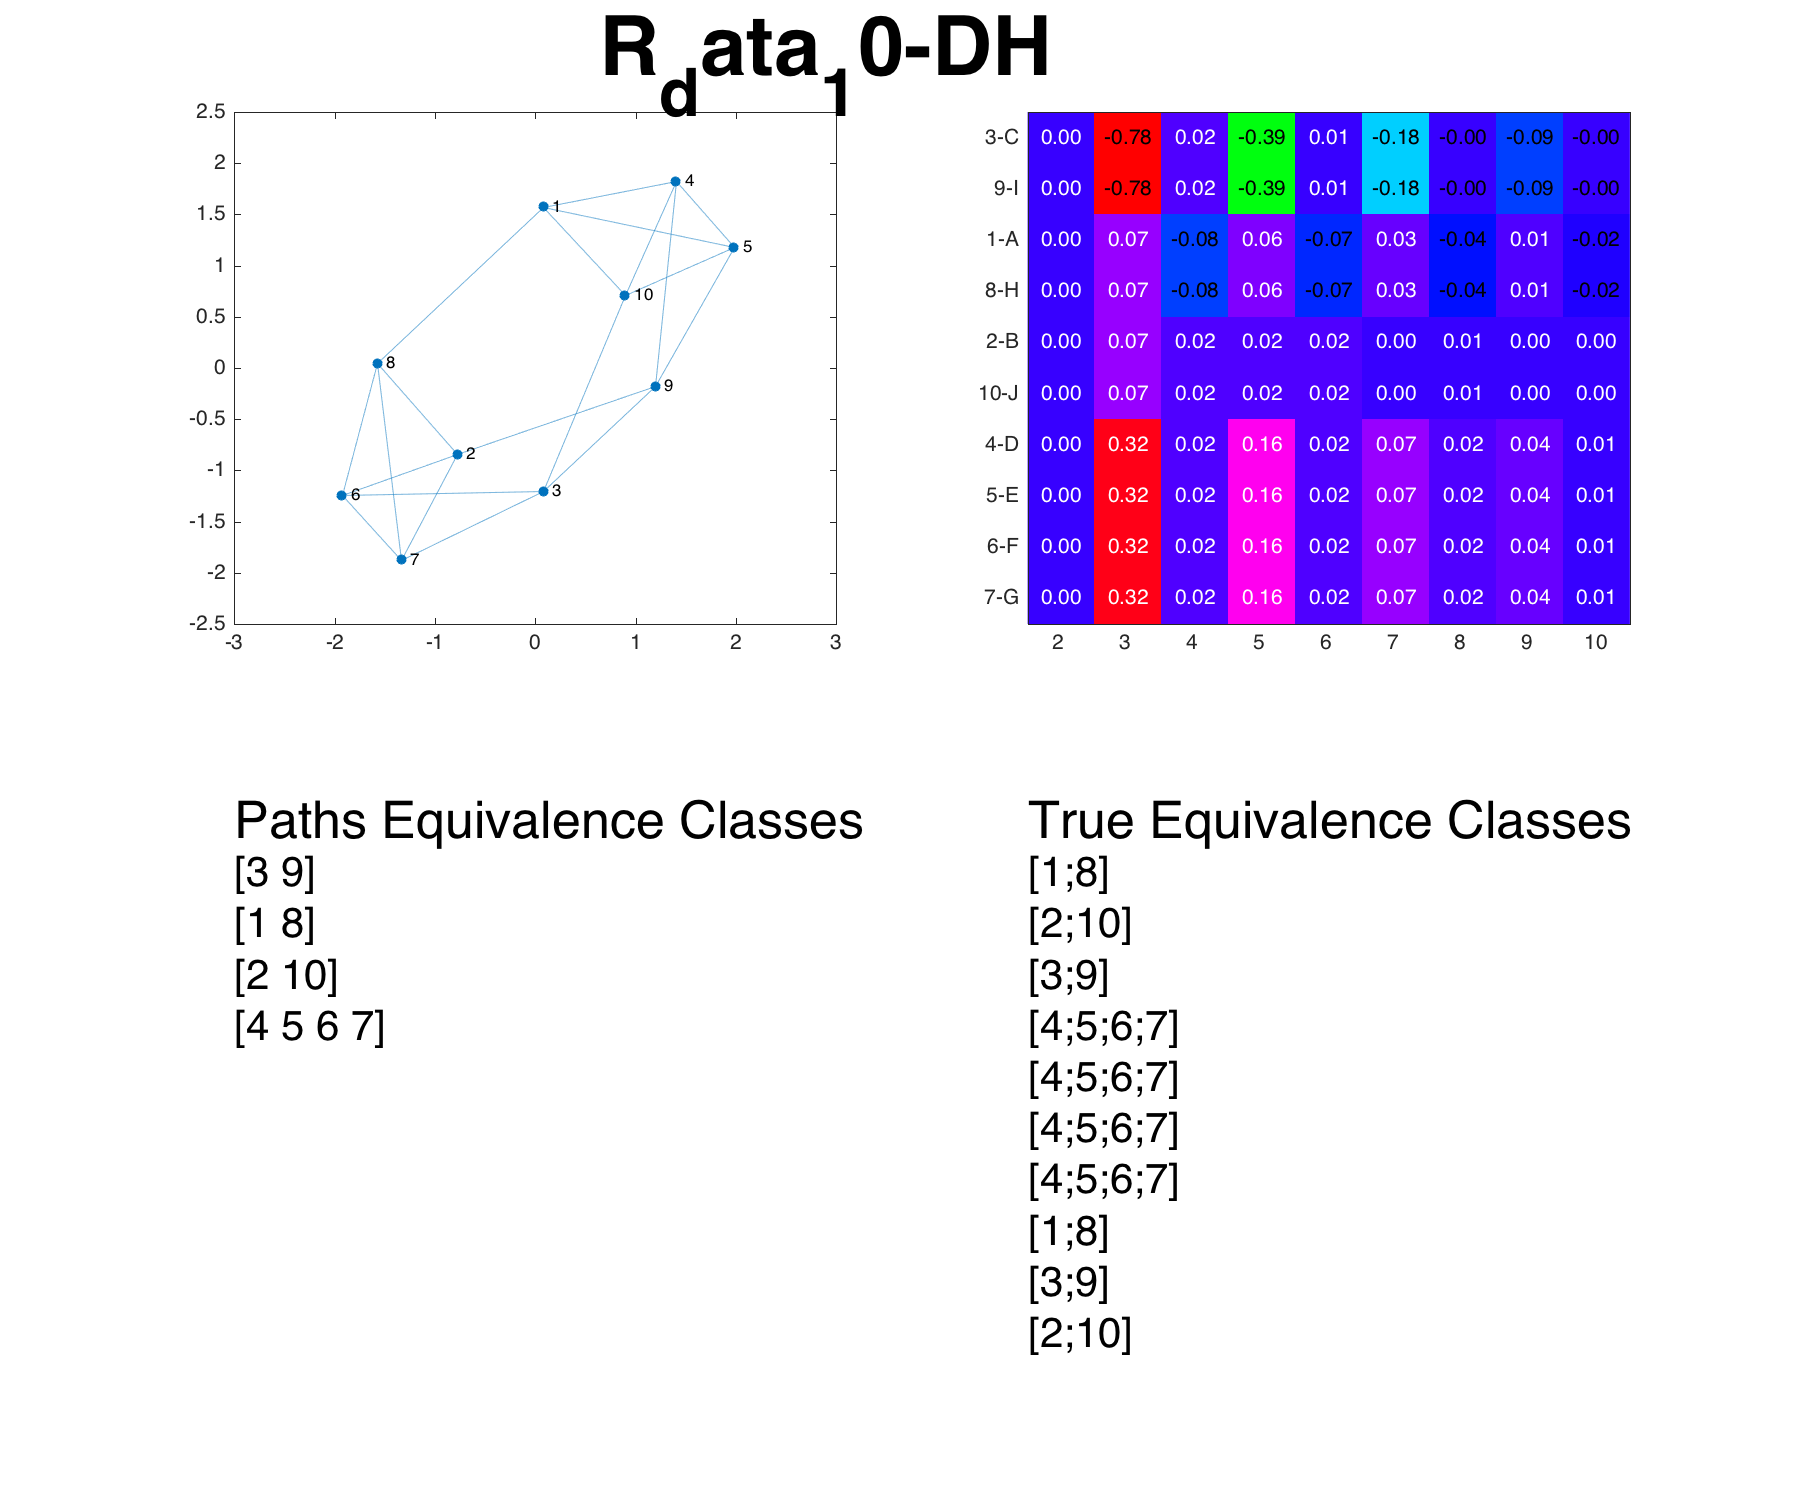 R_data_10-DH
2.5
2
1.5
1
0.5
0
-0.5
-1
-1.5
-2
-2.5
-3 -2 -1 0 1 2 3
4
1
5
10
8
9
2
3
6
7
3-C 0.00 -0.78 0.02 -0.39 0.01 -0.18 -0.00 -0.09 -0.00
9-I 0.00 -0.78 0.02 -0.39 0.01 -0.18 -0.00 -0.09 -0.00
1-A 0.00 0.07 -0.08 0.06 -0.07 0.03 -0.04 0.01 -0.02
8-H 0.00 0.07 -0.08 0.06 -0.07 0.03 -0.04 0.01 -0.02
2-B 0.00 0.07 0.02 0.02 0.02 0.00 0.01 0.00 0.00
10-J 0.00 0.07 0.02 0.02 0.02 0.00 0.01 0.00 0.00
4-D 0.00 0.32 0.02 0.16 0.02 0.07 0.02 0.04 0.01
5-E 0.00 0.32 0.02 0.16 0.02 0.07 0.02 0.04 0.01
6-F 0.00 0.32 0.02 0.16 0.02 0.07 0.02 0.04 0.01
7-G 0.00 0.32 0.02 0.16 0.02 0.07 0.02 0.04 0.01
2 3 4 5 6 7 8 9 10
Paths Equivalence Classes
[3 9]
[1 8]
[2 10]
[4 5 6 7]
True Equivalence Classes
[1;8]
[2;10]
[3;9]
[4;5;6;7]
[4;5;6;7]
[4;5;6;7]
[4;5;6;7]
[1;8]
[3;9]
[2;10]